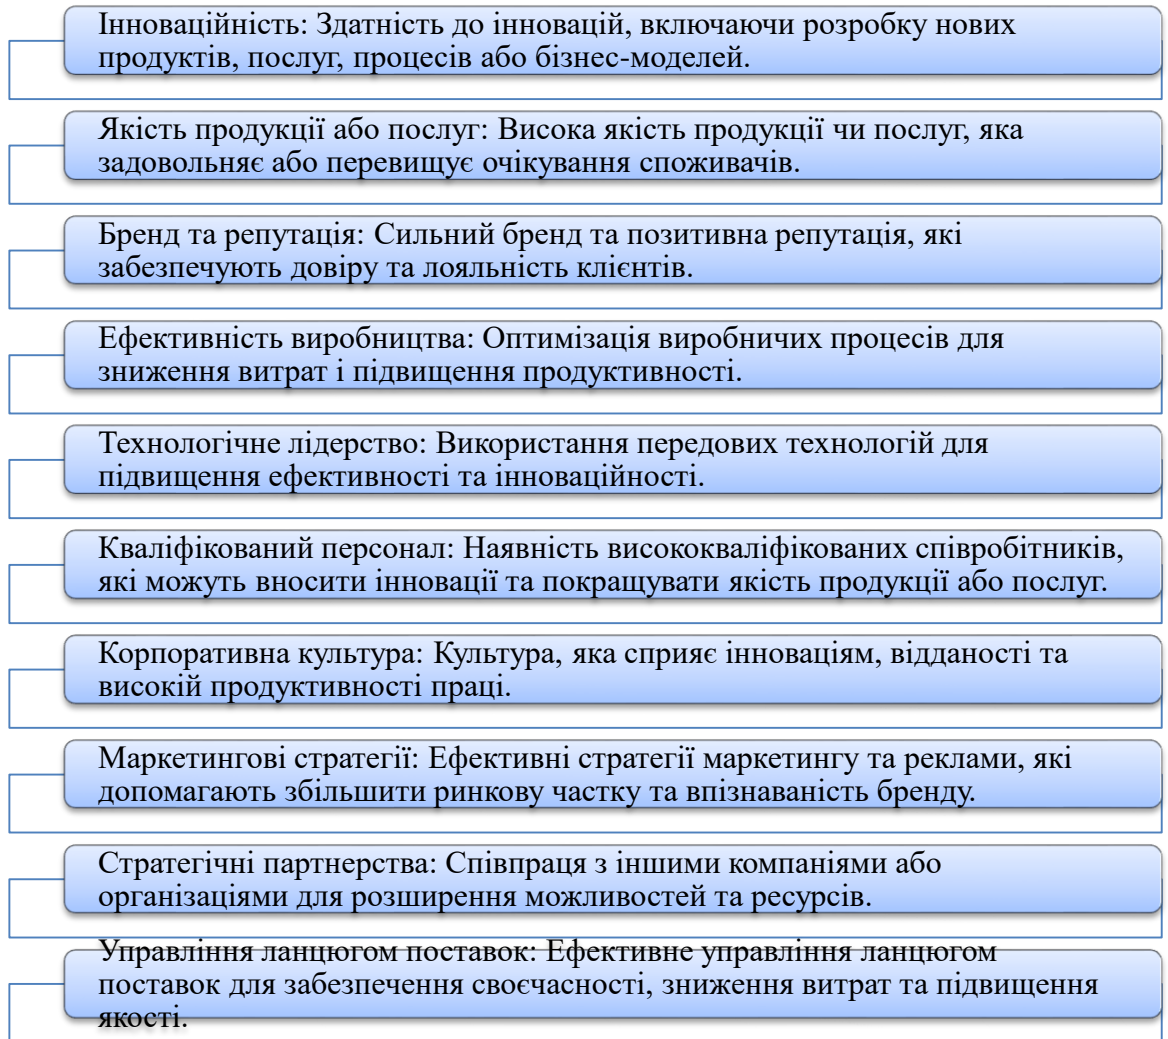 Інноваційність: Здатність до інновацій, включаючи розробку нових
продуктів, послуг, процесів або бізнес-моделей.
Якість продукції або послуг: Висока якість продукції чи послуг, яка
задовольняє або перевищує очікування споживачів.
Бренд та репутація: Сильний бренд та позитивна репутація, які
забезпечують довіру та лояльність клієнтів.
Ефективність виробництва: Оптимізація виробничих процесів для
зниження витрат і підвищення продуктивності.
Технологічне лідерство: Використання передових технологій для
підвищення ефективності та інноваційності.
Кваліфікований персонал: Наявність висококваліфікованих співробітників,
які можуть вносити інновації та покращувати якість продукції або послуг.
Корпоративна культура: Культура, яка сприяє інноваціям, відданості та
високій продуктивності праці.
Маркетингові стратегії: Ефективні стратегії маркетингу та реклами, які
допомагають збільшити ринкову частку та впізнаваність бренду.
Стратегічні партнерства: Співпраця з іншими компаніями або
організаціями для розширення можливостей та ресурсів.
Управління ланцюгом поставок: Ефективне управління ланцюгом
поставок для забезпечення своєчасності, зниження витрат та підвищення
якості.